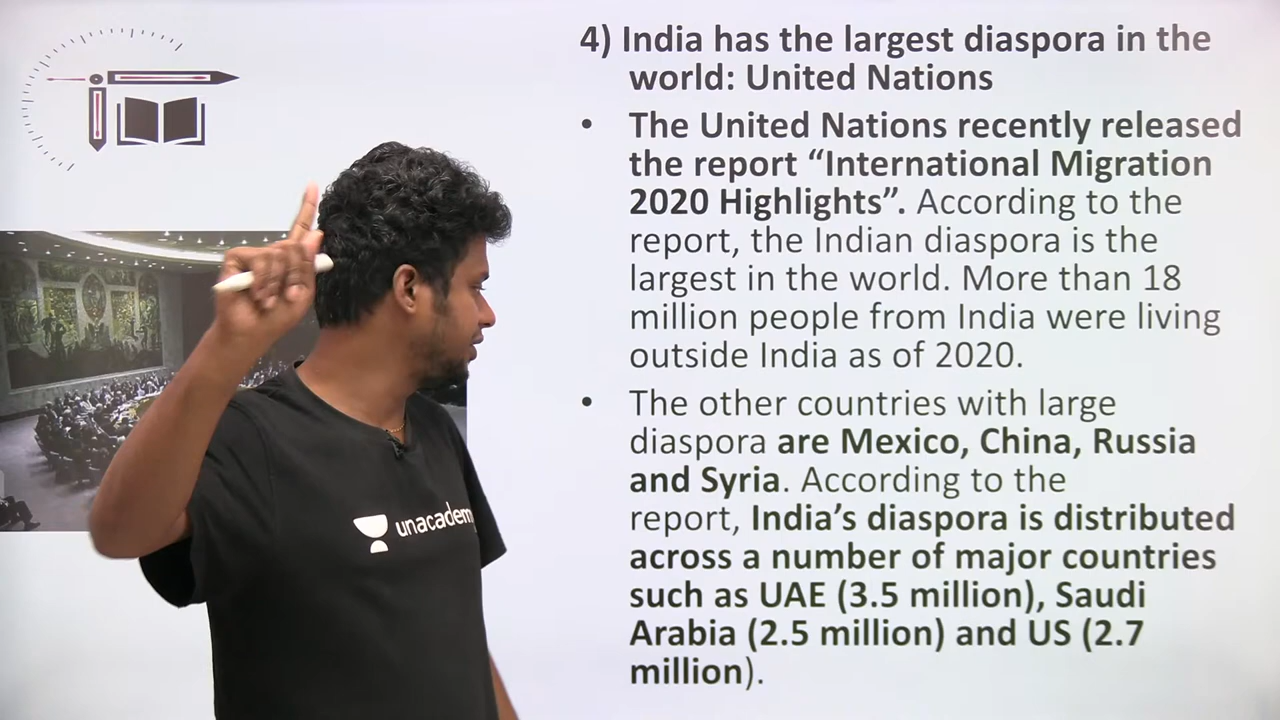 4) India has the largest diaspora in the
world: United Nations
• The United Nations recently released
the report “International Migration
2020 Highlights”. According to the
report, the Indian diaspora is the
largest in the world. More than 18
million people from India were living
outside India as of 2020.
• The other countries with large
diaspora are Mexico, China, Russia
and Syria. According to the
report, India’s diaspora is distributed
across a number of major countries
such as UAE (3.5 million), Saudi
Arabia (2.5 million) and US (2.7
million).
unacadem